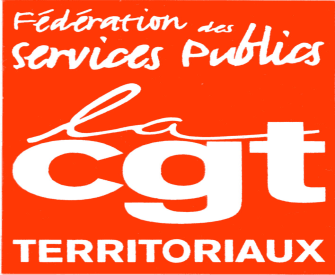 Fédération des
Services Publics
la
cgt
TERRITORIAUX